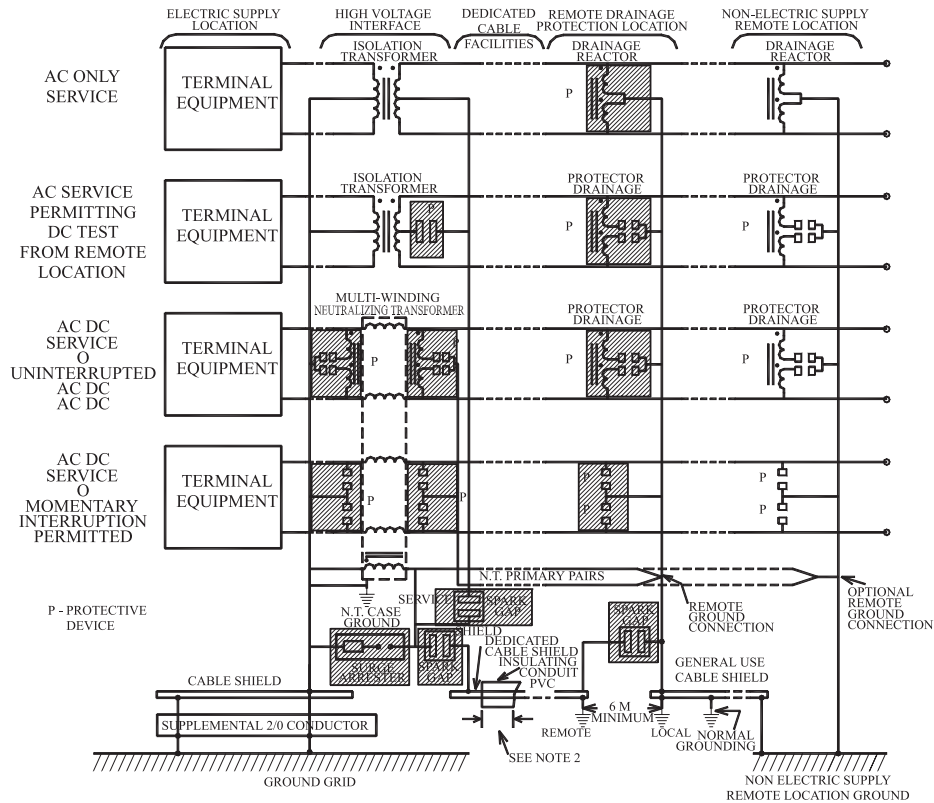 ELECTRIC SUPPLY
LOCATION
HIGH VOLTAGE
INTERFACE
DEDICATED
CABLE
FACILITIES
REMOTE DRAINAGE
PROTECTION LOCATION
NON-ELECTRIC SUPPLY
REMOTE LOCATION
AC ONLY
SERVICE
TERMINAL
EQUIPMENT
ISOLATION
TRANSFORMER
DRAINAGE
REACTOR
P
DRAINAGE
REACTOR
P
AC SERVICE
PERMITTING
DC TEST
FROM REMOTE
LOCATION
TERMINAL
EQUIPMENT
ISOLATION
TRANSFORMER
P
PROTECTOR
DRAINAGE
P
PROTECTOR
DRAINAGE
P
AC DC
SERVICE
O
UNINTERRUPTED
AC DC
AC DC
TERMINAL
EQUIPMENT
MULTI-WINDING
NEUTRALIZING TRANSFORMER
P
P
PROTECTOR
DRAINAGE
P
PROTECTOR
DRAINAGE
P
AC DC
SERVICE
O
MOMENTARY
INTERRUPTION
PERMITTED
TERMINAL
EQUIPMENT
P
P
P
P
N.T. PRIMARY PAIRS
P - PROTECTIVE
DEVICE
N.T. CASE
GROUND
SERVICE
SHIELD
SPARK
GAP
SURGE
ARRESTER
SPARK
GAP
DEDICATED
CABLE SHIELD
INSULATING
CONDUIT
PVC
SPARK
GAP
REMOTE
GROUND
CONNECTION
OPTIONAL
REMOTE
GROUND
CONNECTION
GENERAL USE
CABLE SHIELD
CABLE SHIELD
SUPPLEMENTAL 2/0 CONDUCTOR
6 M
MINIMUM
REMOTE
LOCAL
NORMAL
GROUNDING
SEE NOTE 2
GROUND GRID
NON ELECTRIC SUPPLY
REMOTE LOCATION GROUND